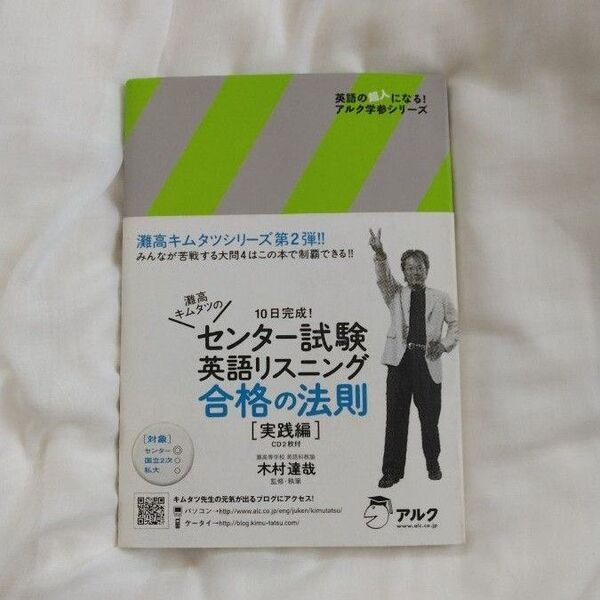 英語の超人になる!
アルク学参シリーズ
灘高キムタツシリーズ第2弾!!
みんなが苦戦する大問4はこの本で制覇できる!!
灘高
キムタツの
10日完成!
センター試験
英語リスニング
合格の法則
[実践編]
CD2枚付
[対象]
センター ◎
国立2次 ○
私大 ○
灘高等学校 英語科教諭
木村達哉
監修・執筆
キムタツ先生の元気が出るブログにアクセス!
パソコン→http://www.alc.co.jp/eng/juken/kimutatsu/
ケータイ→http://blog.kimu-tatsu.com/
アルク
www.alc.co.jp